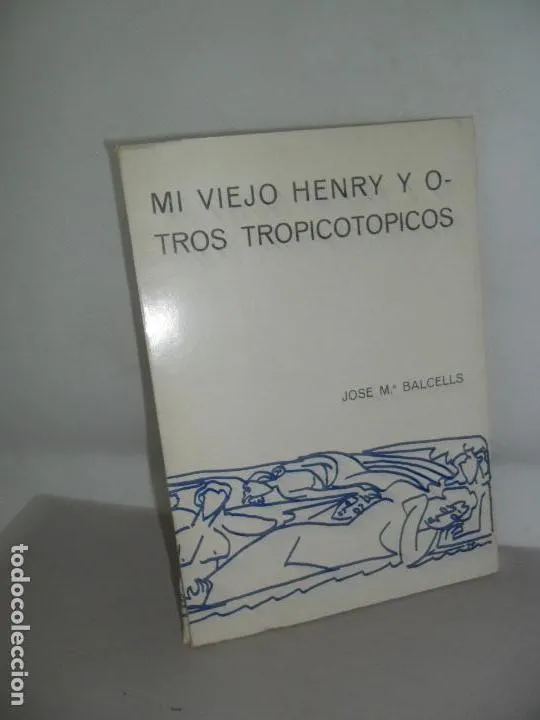 MI VIEJO HENRY Y O-
TROS TROPICOTOPICOS
JOSE M.ª BALCELLS
todocoleccion